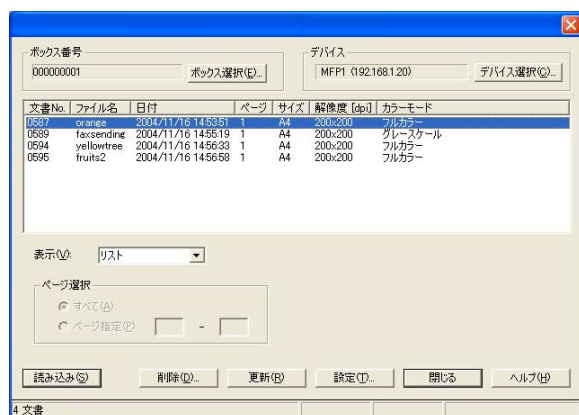 ボックス番号
000000001
ボックス選択(E)...
デバイス
MFP1 (192.168.1.20)
デバイス選択(C)...
文書No. ファイル名 日付 ページ サイズ 解像度 [dpi] カラーモード
0587 orange 2004/11/16 14:53:51 1 A4 200×200 フルカラー
0589 faxsending 2004/11/16 14:55:19 1 A4 200×200 グレースケール
0594 yellowtree 2004/11/16 14:56:33 1 A4 200×200 フルカラー
0595 fruits2 2004/11/16 14:56:58 1 A4 200×200 フルカラー
表示(V): リスト
ページ選択
すべて(A)
ページ指定(P) -
読み込み(S) 削除(D)... 更新(R) 設定(T)... 閉じる ヘルプ(H)
4 文書